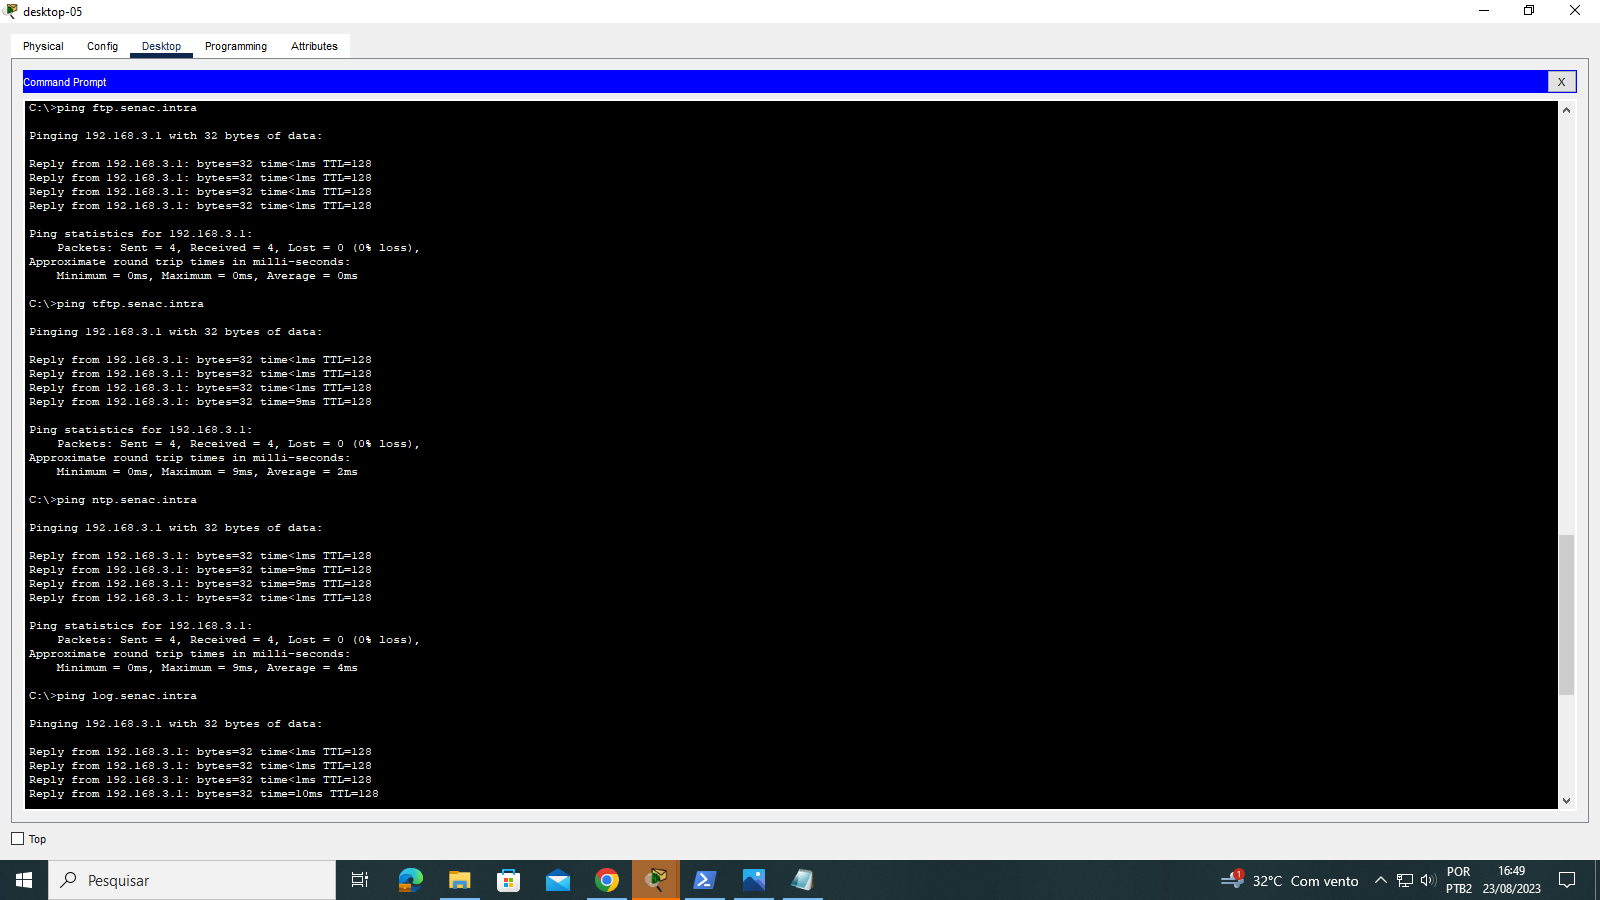 desktop-05
Physical Config Desktop Programming Attributes
Command Prompt X
C:\>ping ftp.senac.intra
Pinging 192.168.3.1 with 32 bytes of data:
Reply from 192.168.3.1: bytes=32 time<1ms TTL=128
Reply from 192.168.3.1: bytes=32 time<1ms TTL=128
Reply from 192.168.3.1: bytes=32 time<1ms TTL=128
Reply from 192.168.3.1: bytes=32 time<1ms TTL=128
Ping statistics for 192.168.3.1:
Packets: Sent = 4, Received = 4, Lost = 0 (0% loss),
Approximate round trip times in milli-seconds:
Minimum = 0ms, Maximum = 0ms, Average = 0ms
C:\>ping tftp.senac.intra
Pinging 192.168.3.1 with 32 bytes of data:
Reply from 192.168.3.1: bytes=32 time<1ms TTL=128
Reply from 192.168.3.1: bytes=32 time<1ms TTL=128
Reply from 192.168.3.1: bytes=32 time<1ms TTL=128
Reply from 192.168.3.1: bytes=32 time=9ms TTL=128
Ping statistics for 192.168.3.1:
Packets: Sent = 4, Received = 4, Lost = 0 (0% loss),
Approximate round trip times in milli-seconds:
Minimum = 0ms, Maximum = 9ms, Average = 2ms
C:\>ping ntp.senac.intra
Pinging 192.168.3.1 with 32 bytes of data:
Reply from 192.168.3.1: bytes=32 time<1ms TTL=128
Reply from 192.168.3.1: bytes=32 time=9ms TTL=128
Reply from 192.168.3.1: bytes=32 time=9ms TTL=128
Reply from 192.168.3.1: bytes=32 time<1ms TTL=128
Ping statistics for 192.168.3.1:
Packets: Sent = 4, Received = 4, Lost = 0 (0% loss),
Approximate round trip times in milli-seconds:
Minimum = 0ms, Maximum = 9ms, Average = 4ms
C:\>ping log.senac.intra
Pinging 192.168.3.1 with 32 bytes of data:
Reply from 192.168.3.1: bytes=32 time<1ms TTL=128
Reply from 192.168.3.1: bytes=32 time<1ms TTL=128
Reply from 192.168.3.1: bytes=32 time<1ms TTL=128
Reply from 192.168.3.1: bytes=32 time=10ms TTL=128
Top
Pesquisar 1 32°C Com vento POR 16:49
PTB2 23/08/2023